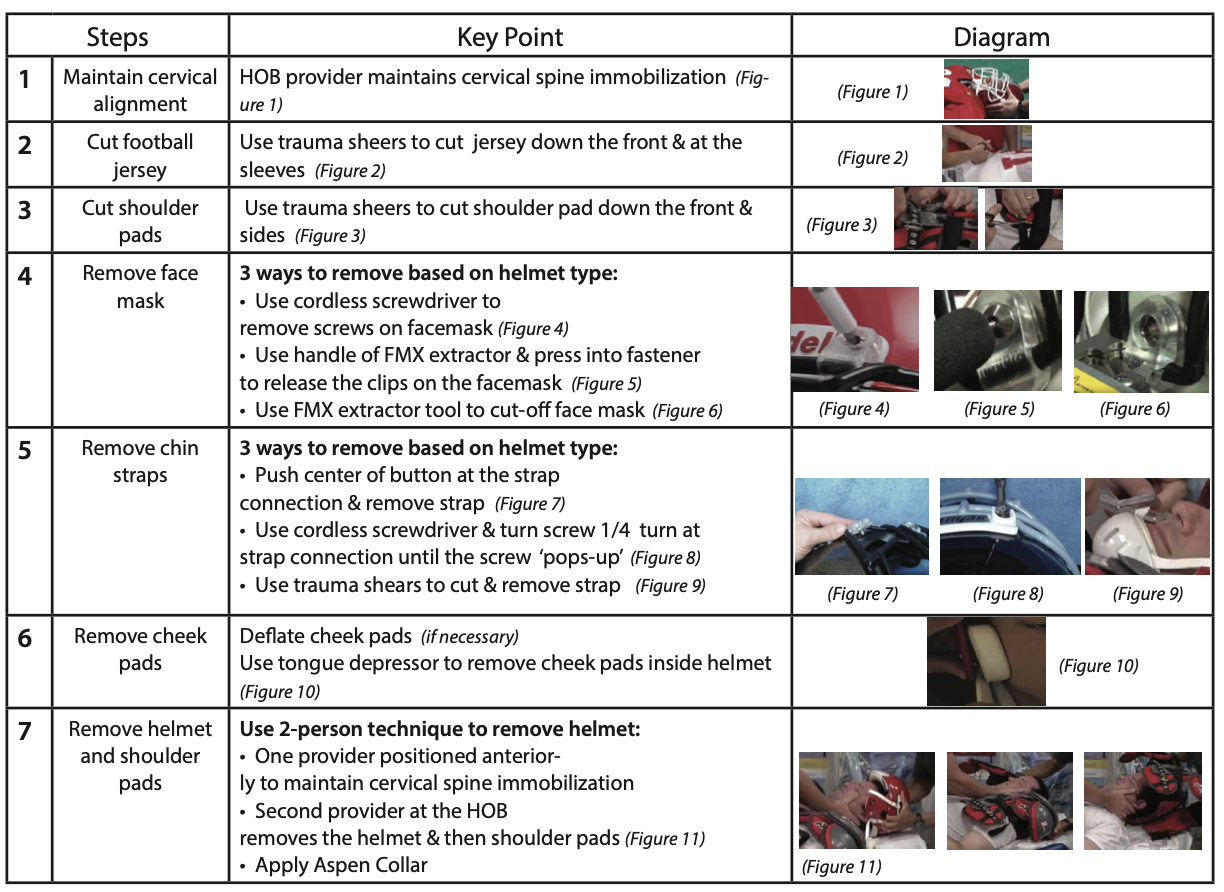 Steps
Key Point
Diagram
1
Maintain cervical
alignment
HOB provider maintains cervical spine immobilization (Fig-
ure 1)
(Figure 1)
2
Cut football
jersey
Use trauma sheers to cut jersey down the front & at the
sleeves (Figure 2)
(Figure 2)
3
Cut shoulder
pads
Use trauma sheers to cut shoulder pad down the front &
sides (Figure 3)
(Figure 3)
4
Remove face
mask
3 ways to remove based on helmet type:
• Use cordless screwdriver to
remove screws on facemask (Figure 4)
• Use handle of FMX extractor & press into fastener
to release the clips on the facemask (Figure 5)
• Use FMX extractor tool to cut-off face mask (Figure 6)
del
(Figure 4)
(Figure 5)
(Figure 6)
5
Remove chin
straps
3 ways to remove based on helmet type:
• Push center of button at the strap
connection & remove strap (Figure 7)
• Use cordless screwdriver & turn screw 1/4 turn at
strap connection until the screw ‘pops-up’ (Figure 8)
• Use trauma shears to cut & remove strap (Figure 9)
(Figure 7)
(Figure 8)
(Figure 9)
6
Remove cheek
pads
Deflate cheek pads (if necessary)
Use tongue depressor to remove cheek pads inside helmet
(Figure 10)
(Figure 10)
7
Remove helmet
and shoulder
pads
Use 2-person technique to remove helmet:
• One provider positioned anterior-
ly to maintain cervical spine immobilization
• Second provider at the HOB
removes the helmet & then shoulder pads (Figure 11)
• Apply Aspen Collar
(Figure 11)